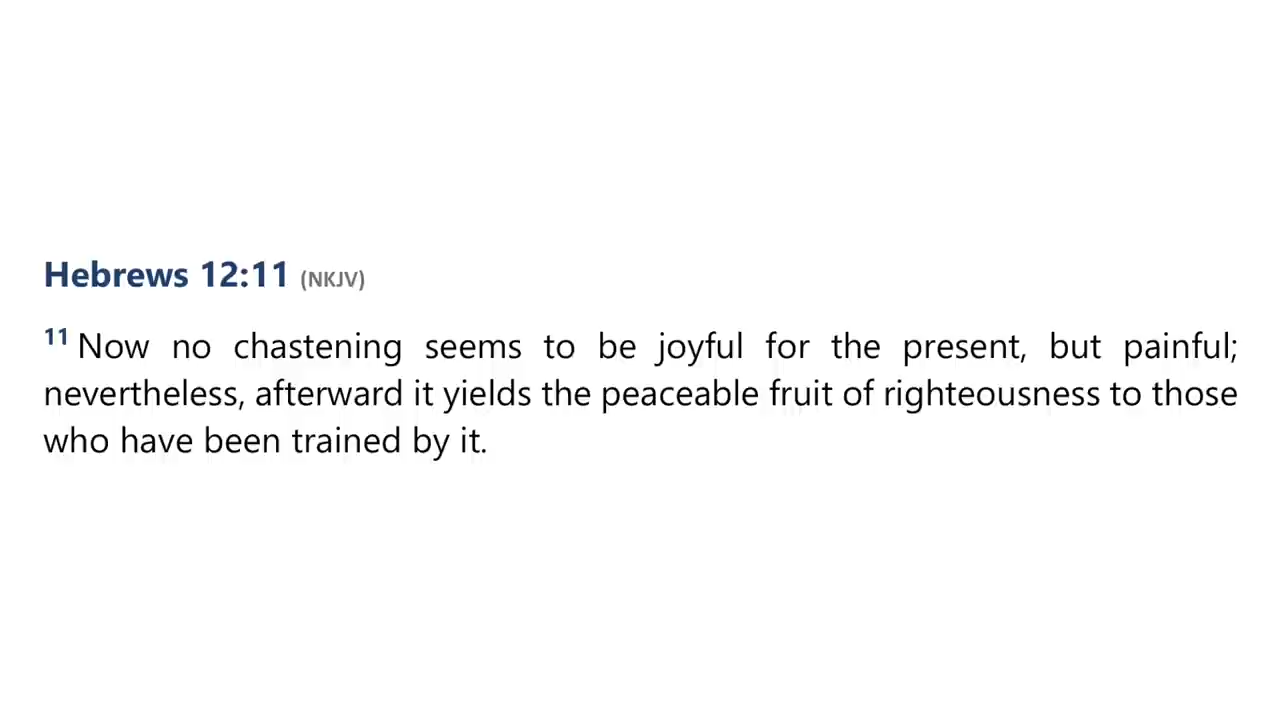 Hebrews 12:11 (NKJV)
11 Now no chastening seems to be joyful for the present, but painful;
nevertheless, afterward it yields the peaceable fruit of righteousness to those
who have been trained by it.